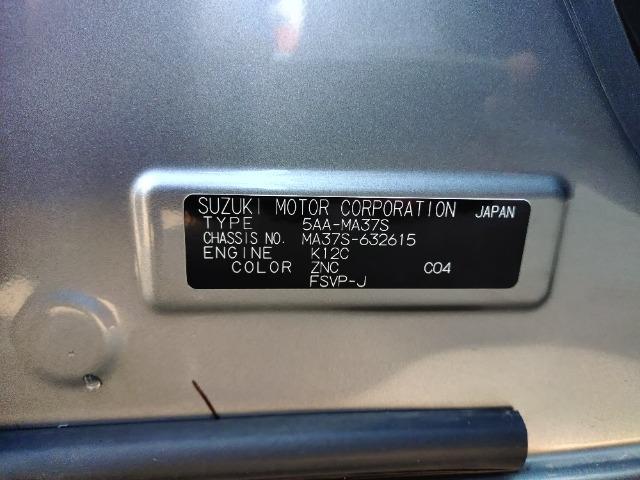 SUZUKI MOTOR CORPORATION JAPAN
TYPE 5AA-MA37S
CHASSIS NO. MA37S-632615
ENGINE K12C
COLOR ZNC C04
FSVP-J